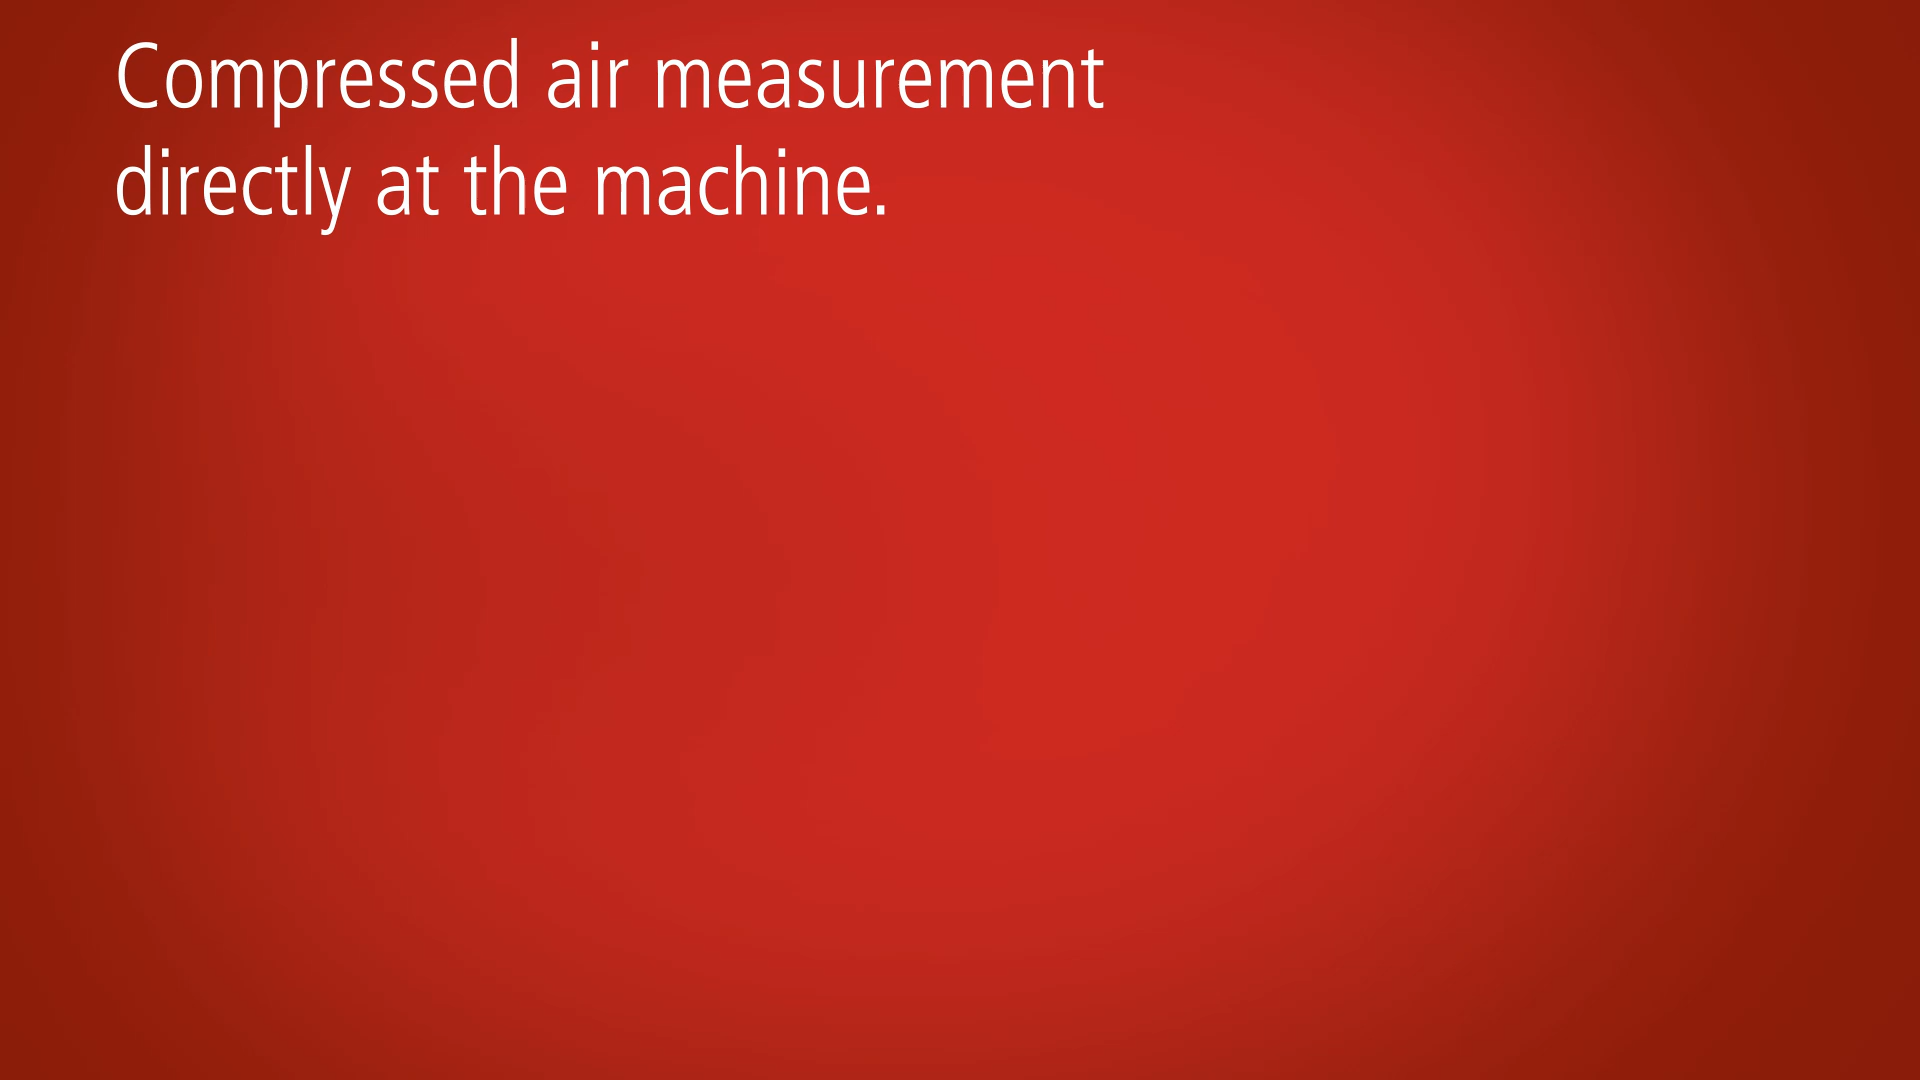 Compressed air measurement
directly at the machine.